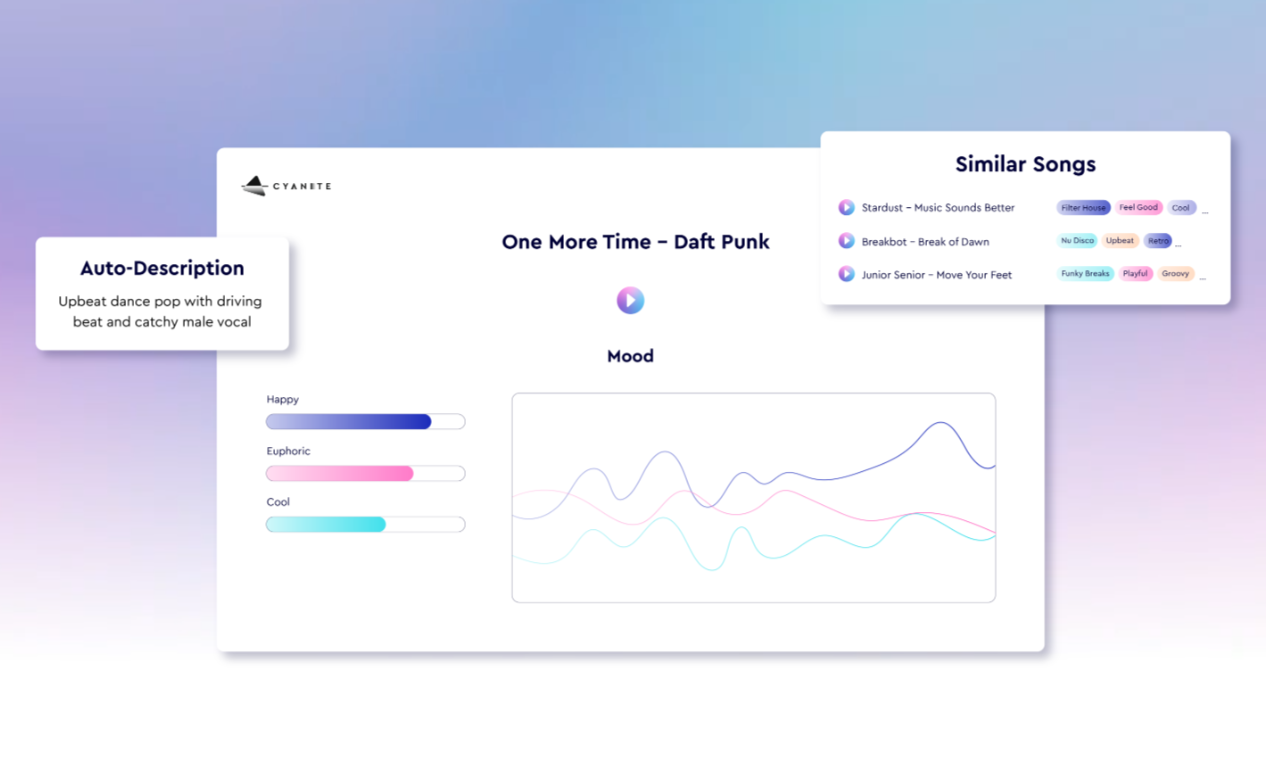 CYANITE
One More Time – Daft Punk
Mood
Happy
Euphoric
Cool
Auto-Description
Upbeat dance pop with driving
beat and catchy male vocal
Similar Songs
Stardust – Music Sounds Better Filter House Feel Good Cool ...
Breakbot – Break of Dawn Nu Disco Upbeat Retro ...
Junior Senior – Move Your Feet Funky Breaks Playful Groovy ...